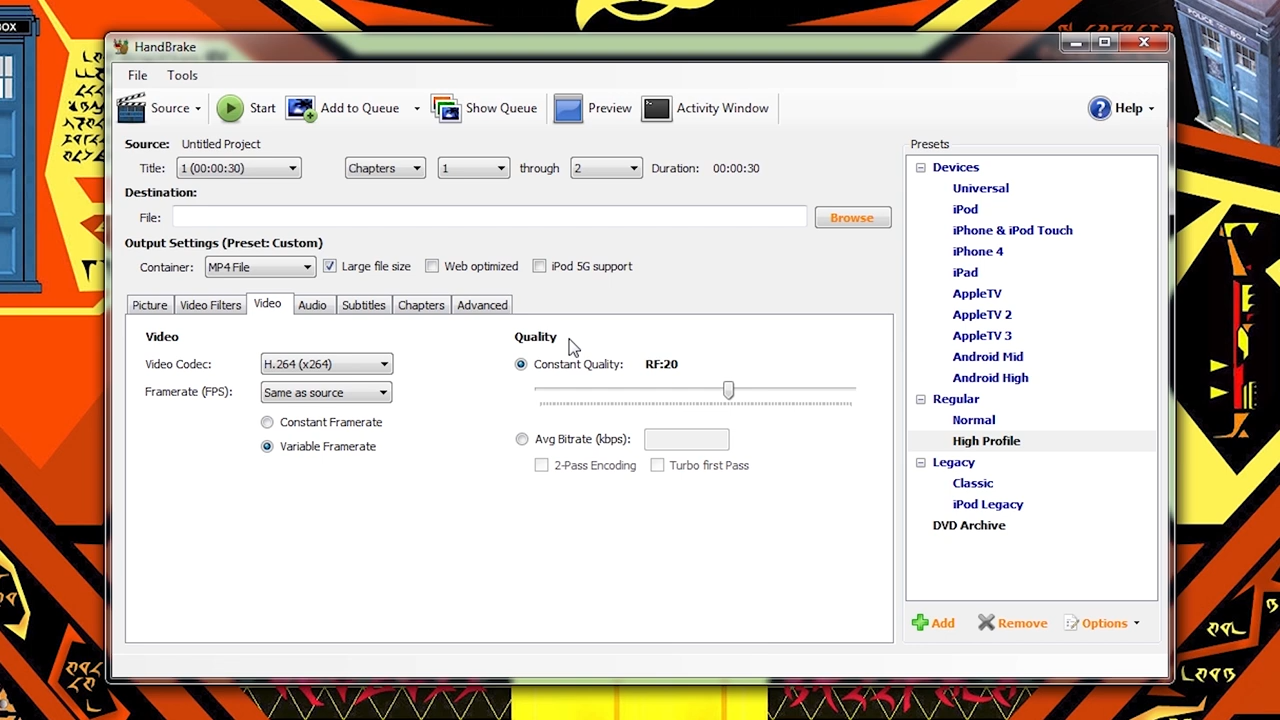 BOX
POLICE BOX
HandBrake
File Tools
Source Start Add to Queue Show Queue Preview Activity Window Help
Source: Untitled Project
Title: 1 (00:00:30) Chapters 1 through 2 Duration: 00:00:30
Destination:
File: Browse
Output Settings (Preset: Custom)
Container: MP4 File Large file size Web optimized iPod 5G support
Picture Video Filters Video Audio Subtitles Chapters Advanced
Video
Video Codec: H.264 (x264)
Framerate (FPS): Same as source
Constant Framerate
Variable Framerate
Quality
Constant Quality: RF:20
Avg Bitrate (kbps):
2-Pass Encoding Turbo first Pass
Presets
Devices
Universal
iPod
iPhone & iPod Touch
iPhone 4
iPad
AppleTV
AppleTV 2
AppleTV 3
Android Mid
Android High
Regular
Normal
High Profile
Legacy
Classic
iPod Legacy
DVD Archive
Add Remove Options